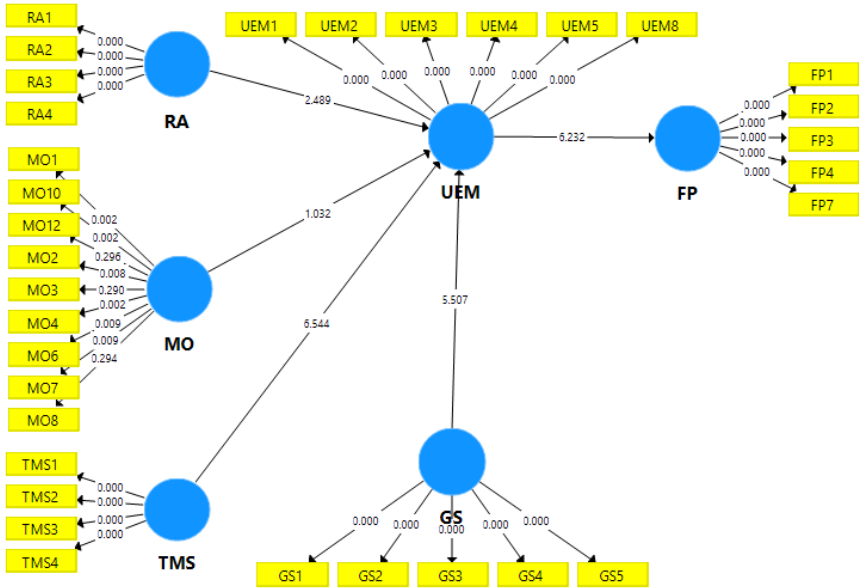 RA1
RA2
RA3
RA4
0.000
0.000
0.000
0.000
RA
UEM1
UEM2
UEM3
UEM4
UEM5
UEM8
0.000
0.000
0.000
0.000
0.000
0.000
UEM
2.489
6.232
FP1
FP2
FP3
FP4
FP7
0.000
0.000
0.000
0.000
0.000
FP
MO1
MO10
MO12
MO2
MO3
MO4
MO6
MO7
MO8
0.002
0.002
0.296
0.008
0.290
0.002
0.009
0.009
0.294
MO
1.032
6.544
5.507
TMS1
TMS2
TMS3
TMS4
0.000
0.000
0.000
0.000
TMS
GS
0.000
0.000
0.000
0.000
0.000
GS1
GS2
GS3
GS4
GS5